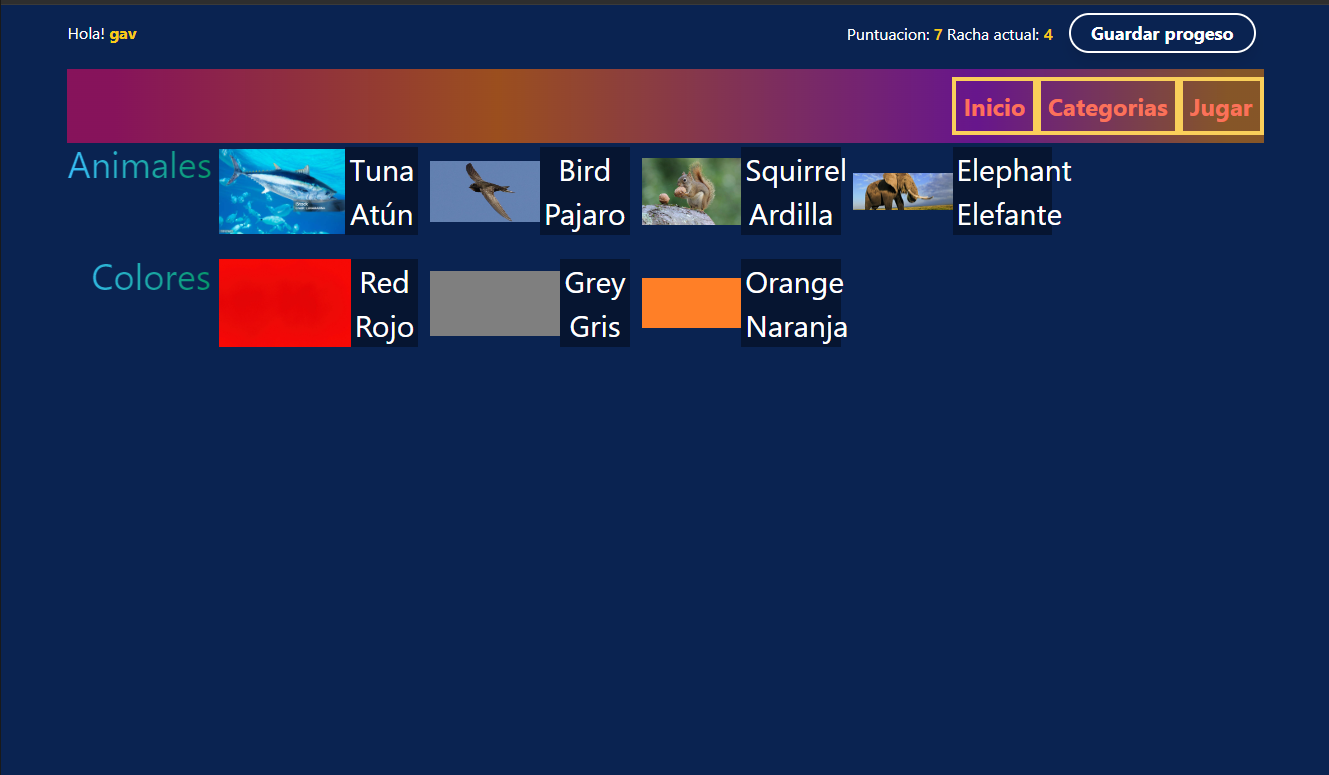 Hola! gav
Puntuacion: 7 Racha actual: 4
Guardar progeso
Inicio
Categorias
Jugar
Animales
Tuna
Atún
Bird
Pajaro
Squirrel
Ardilla
Elephant
Elefante
Colores
Red
Rojo
Grey
Gris
Orange
Naranja